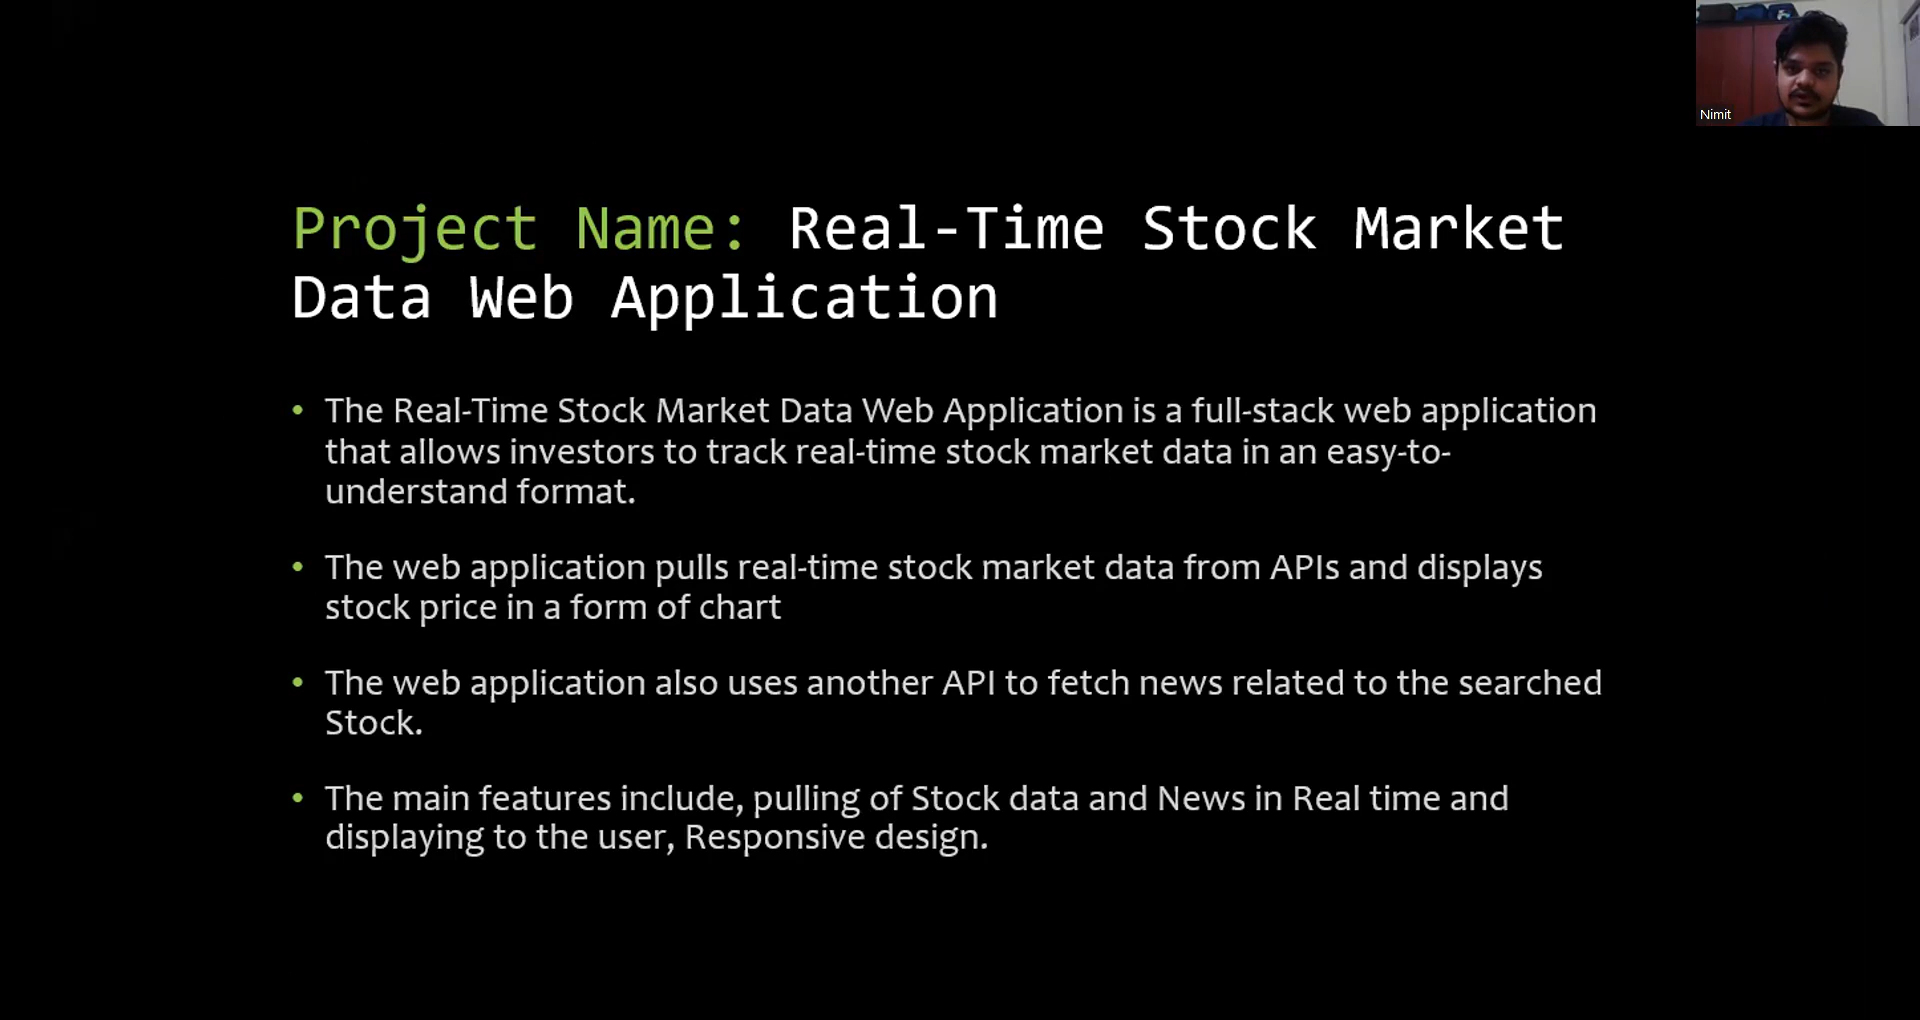 Nimit
Project Name: Real-Time Stock Market
Data Web Application
• The Real-Time Stock Market Data Web Application is a full-stack web application
that allows investors to track real-time stock market data in an easy-to-
understand format.
• The web application pulls real-time stock market data from APIs and displays
stock price in a form of chart
• The web application also uses another API to fetch news related to the searched
Stock.
• The main features include, pulling of Stock data and News in Real time and
displaying to the user, Responsive design.